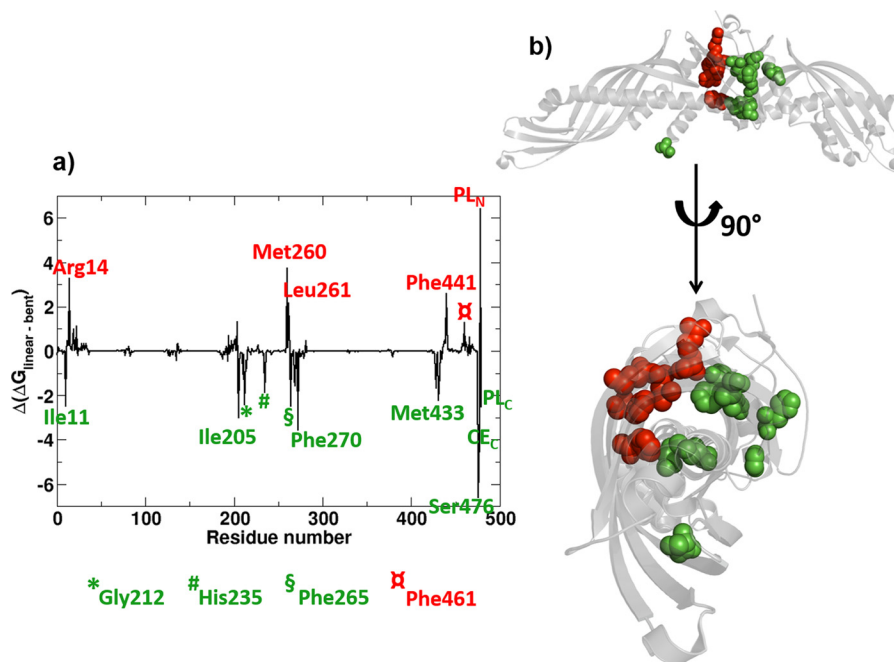 b)
a)
PL_N
90°
6
4
2
0
-2
-4
-6
Δ(ΔG_linear - bent)
Arg14
Met260
Leu261
Phe441
¤
Ile11
Ile205
*
#
§
Phe270
Met433
PL_C
CE_C
Ser476
0 100 200 300 400 500
Residue number
*Gly212 #His235 §Phe265 ¤Phe461